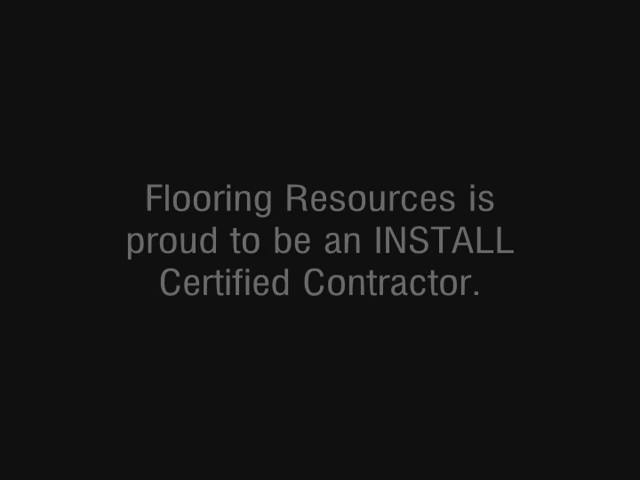 Flooring Resources is
proud to be an INSTALL
Certified Contractor.